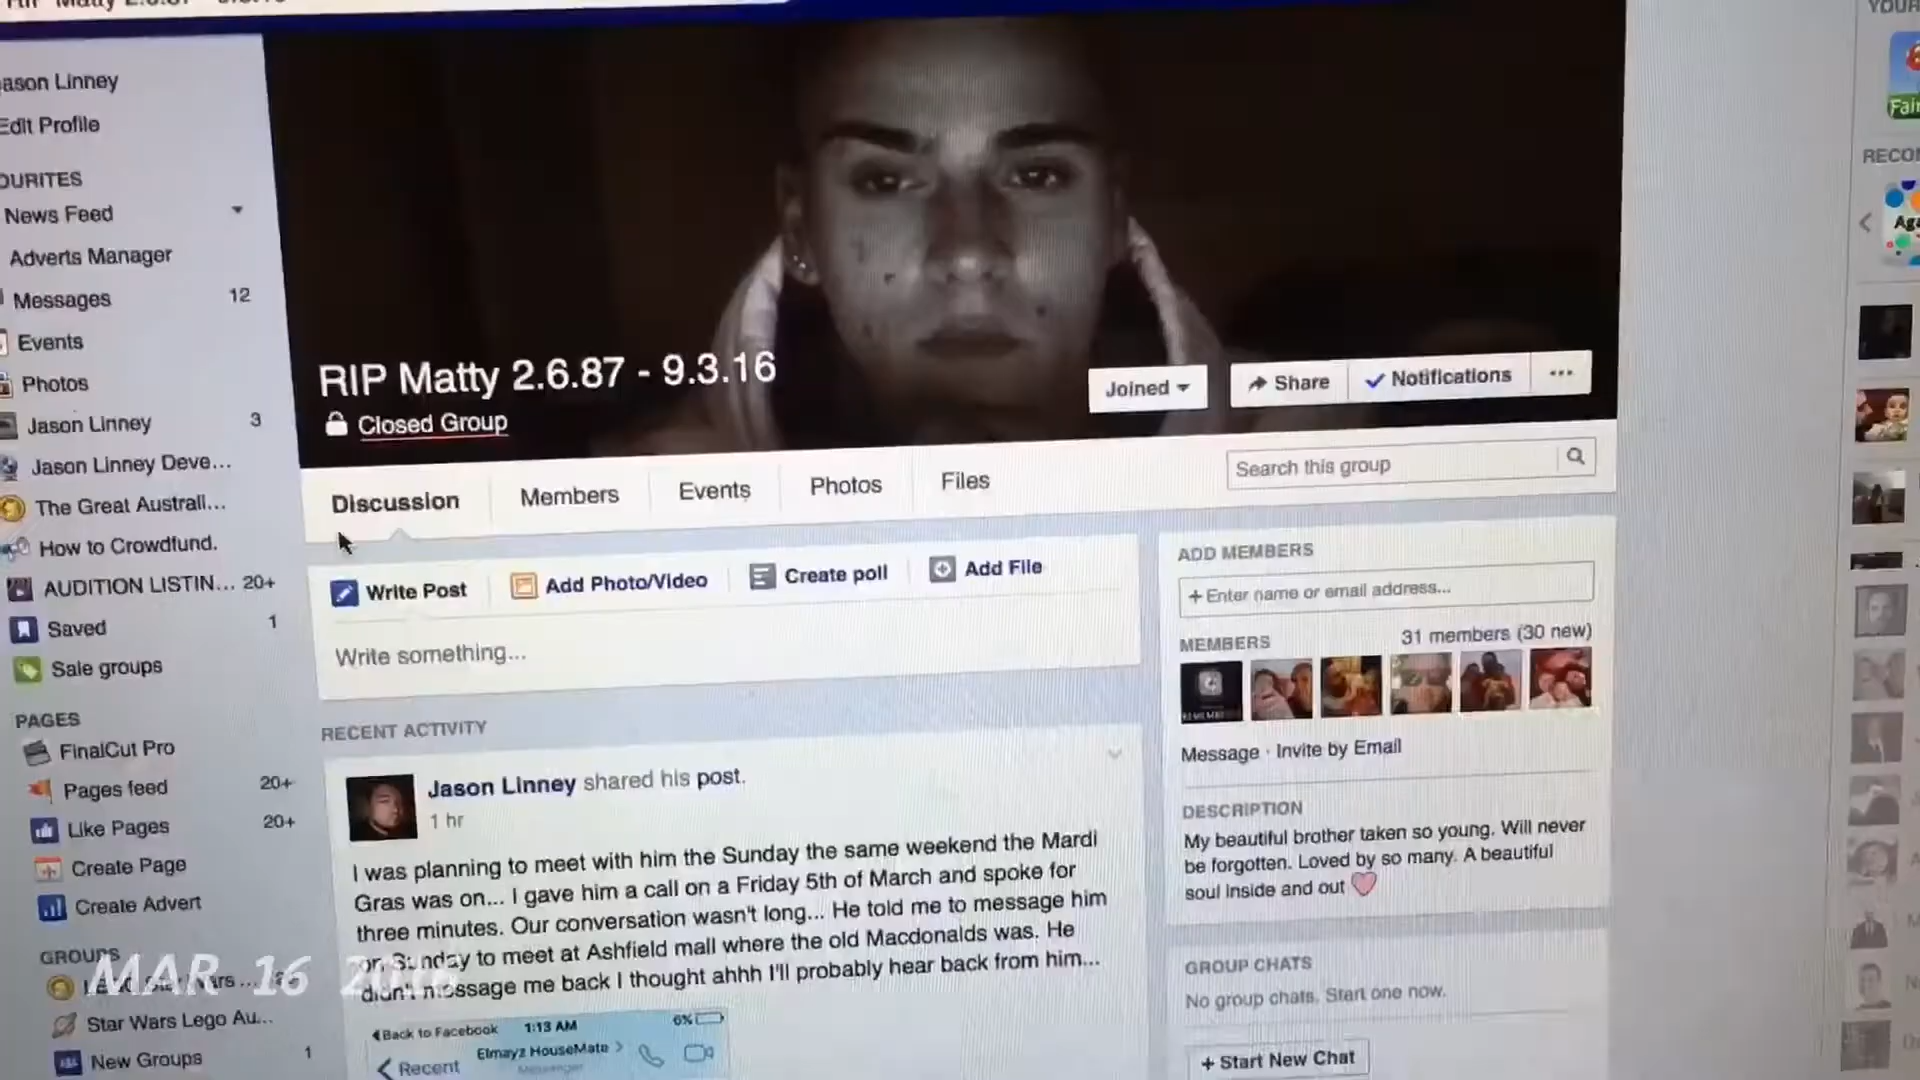 ason Linney
Edit Profile
OURITES
News Feed
Adverts Manager
Messages 12
Events
Photos
Jason Linney 3
Jason Linney Deve...
The Great Australi...
How to Crowdfund.
AUDITION LISTIN... 20+
Saved 1
Sale groups
PAGES
FinalCut Pro
Pages feed 20+
Like Pages 20+
Create Page
Create Advert
GROUPS
MAR 16
Star Wars Lego Au...
New Groups 1
RIP Matty 2.6.87 - 9.3.16
Closed Group
Joined
Share
Notifications
Discussion
Members
Events
Photos
Files
Search this group
Write Post
Add Photo/Video
Create poll
Add File
Write something...
RECENT ACTIVITY
Jason Linney shared his post.
1 hr
I was planning to meet with him the Sunday the same weekend the Mardi
Gras was on... I gave him a call on a Friday 5th of March and spoke for
three minutes. Our conversation wasn't long... He told me to message him
on Sunday to meet at Ashfield mall where the old Macdonalds was. He
didn't message me back I thought ahhh I'll probably hear back from him...
Back to Facebook 1:13 AM 6%
Recent Elmayz HouseMate
Messenger
ADD MEMBERS
+ Enter name or email address...
MEMBERS 31 members (30 new)
Message · Invite by Email
DESCRIPTION
My beautiful brother taken so young. Will never
be forgotten. Loved by so many. A beautiful
soul inside and out
GROUP CHATS
No group chats. Start one now.
+ Start New Chat
YOUR
Fair
RECO